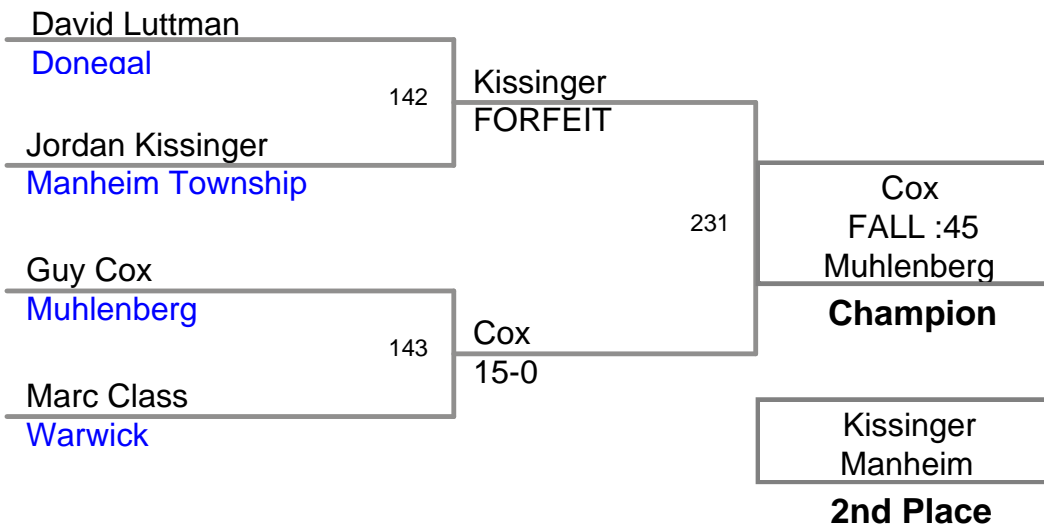 David Luttman
Donegal
142
Kissinger
FORFEIT
Jordan Kissinger
Manheim Township
231
Cox
FALL :45
Muhlenberg
Champion
Guy Cox
Muhlenberg
143
Cox
15-0
Marc Class
Warwick
Kissinger
Manheim
2nd Place